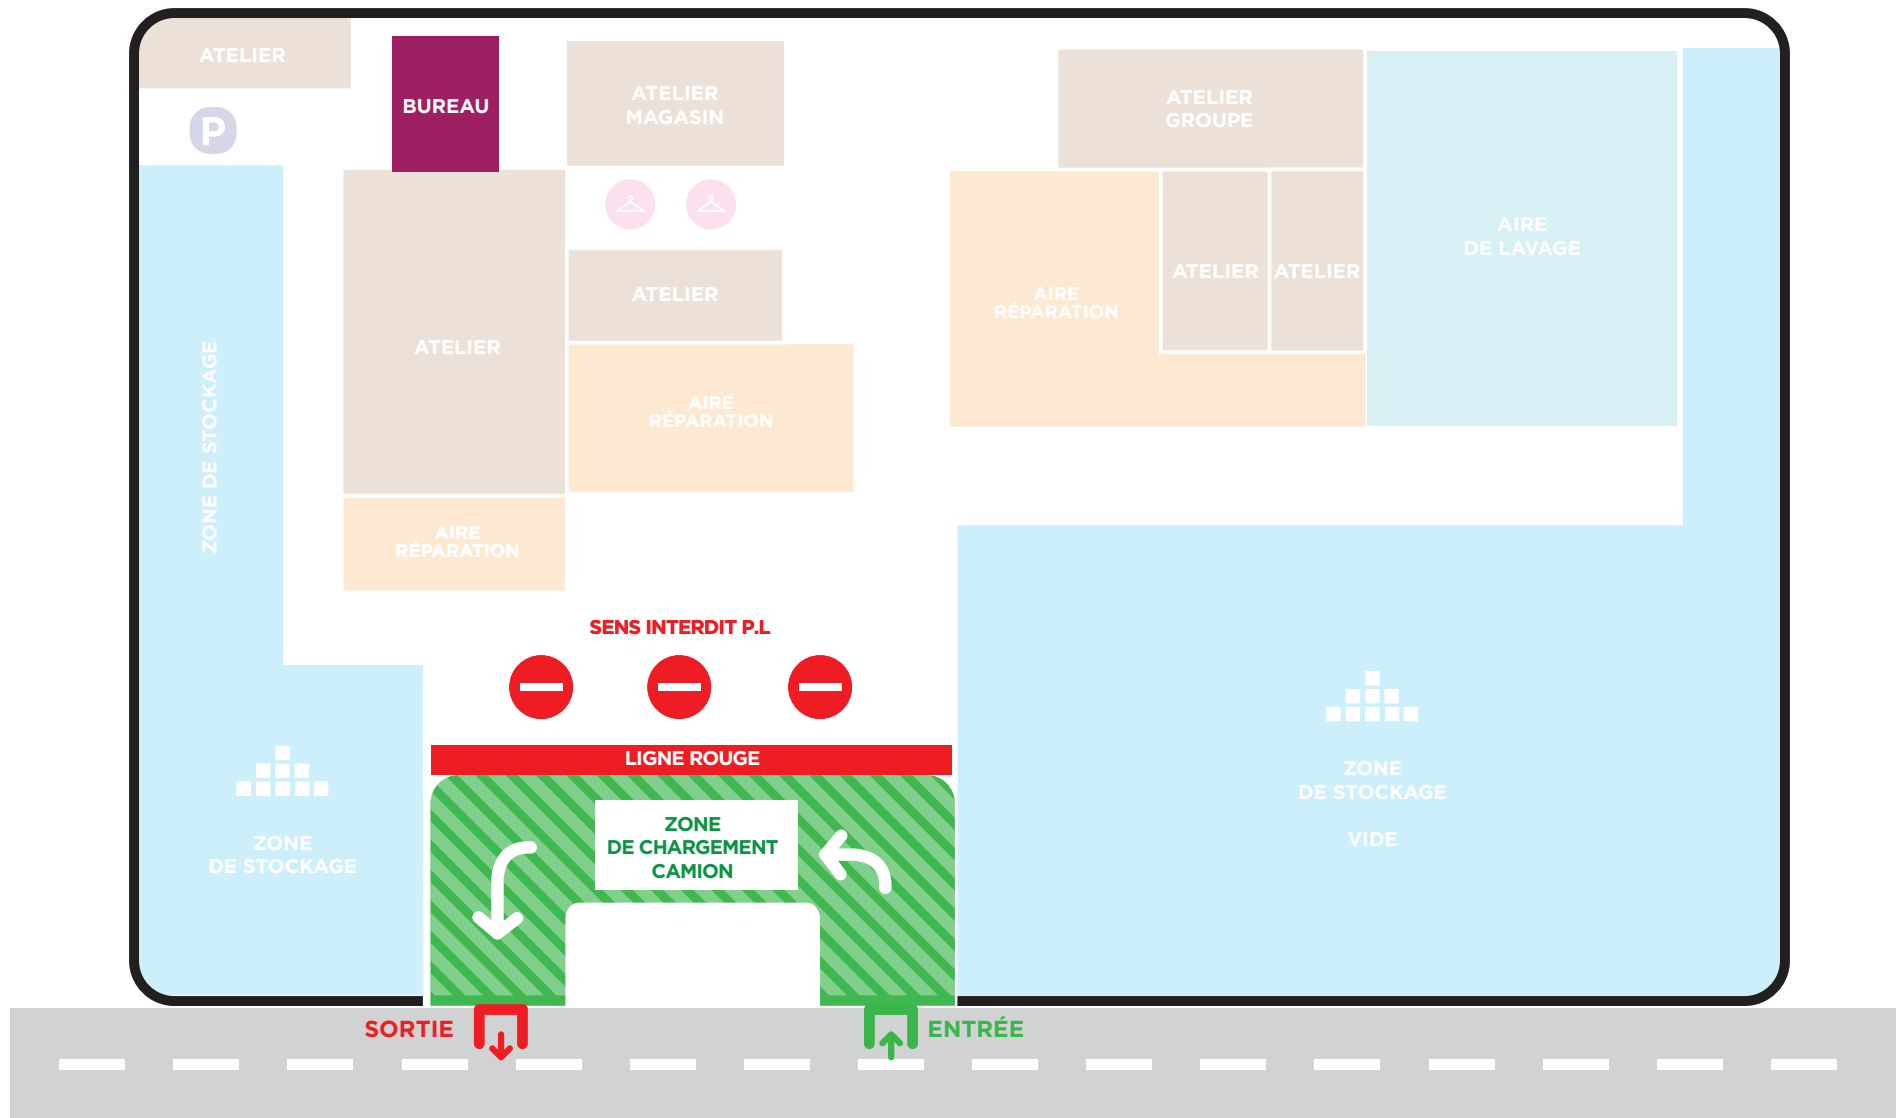 ATELIER
P
BUREAU
ATELIER
MAGASIN
ATELIER
GROUPE
AIRE
DE LAVAGE
ATELIER
ATELIER
ATELIER
AIRE
RÉPARATION
ATELIER
AIRE
RÉPARATION
ZONE DE STOCKAGE
AIRE
RÉPARATION
SENS INTERDIT P.L
LIGNE ROUGE
ZONE
DE CHARGEMENT
CAMION
ZONE
DE STOCKAGE
VIDE
ZONE
DE STOCKAGE
SORTIE
ENTRÉE